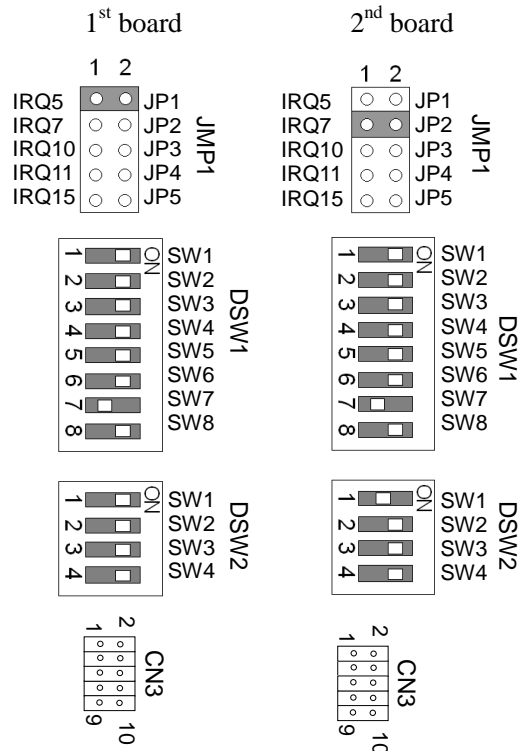 1st board
1 2
IRQ5 JP1
IRQ7 JP2
IRQ10 JP3
IRQ11 JP4
IRQ15 JP5
JMP1
1 ON SW1
2 SW2
3 SW3
4 SW4
5 SW5
6 SW6
7 SW7
8 SW8
DSW1
1 ON SW1
2 SW2
3 SW3
4 SW4
DSW2
1 2
CN3
9 10
2nd board
1 2
IRQ5 JP1
IRQ7 JP2
IRQ10 JP3
IRQ11 JP4
IRQ15 JP5
JMP1
1 ON SW1
2 SW2
3 SW3
4 SW4
5 SW5
6 SW6
7 SW7
8 SW8
DSW1
1 ON SW1
2 SW2
3 SW3
4 SW4
DSW2
1 2
CN3
9 10